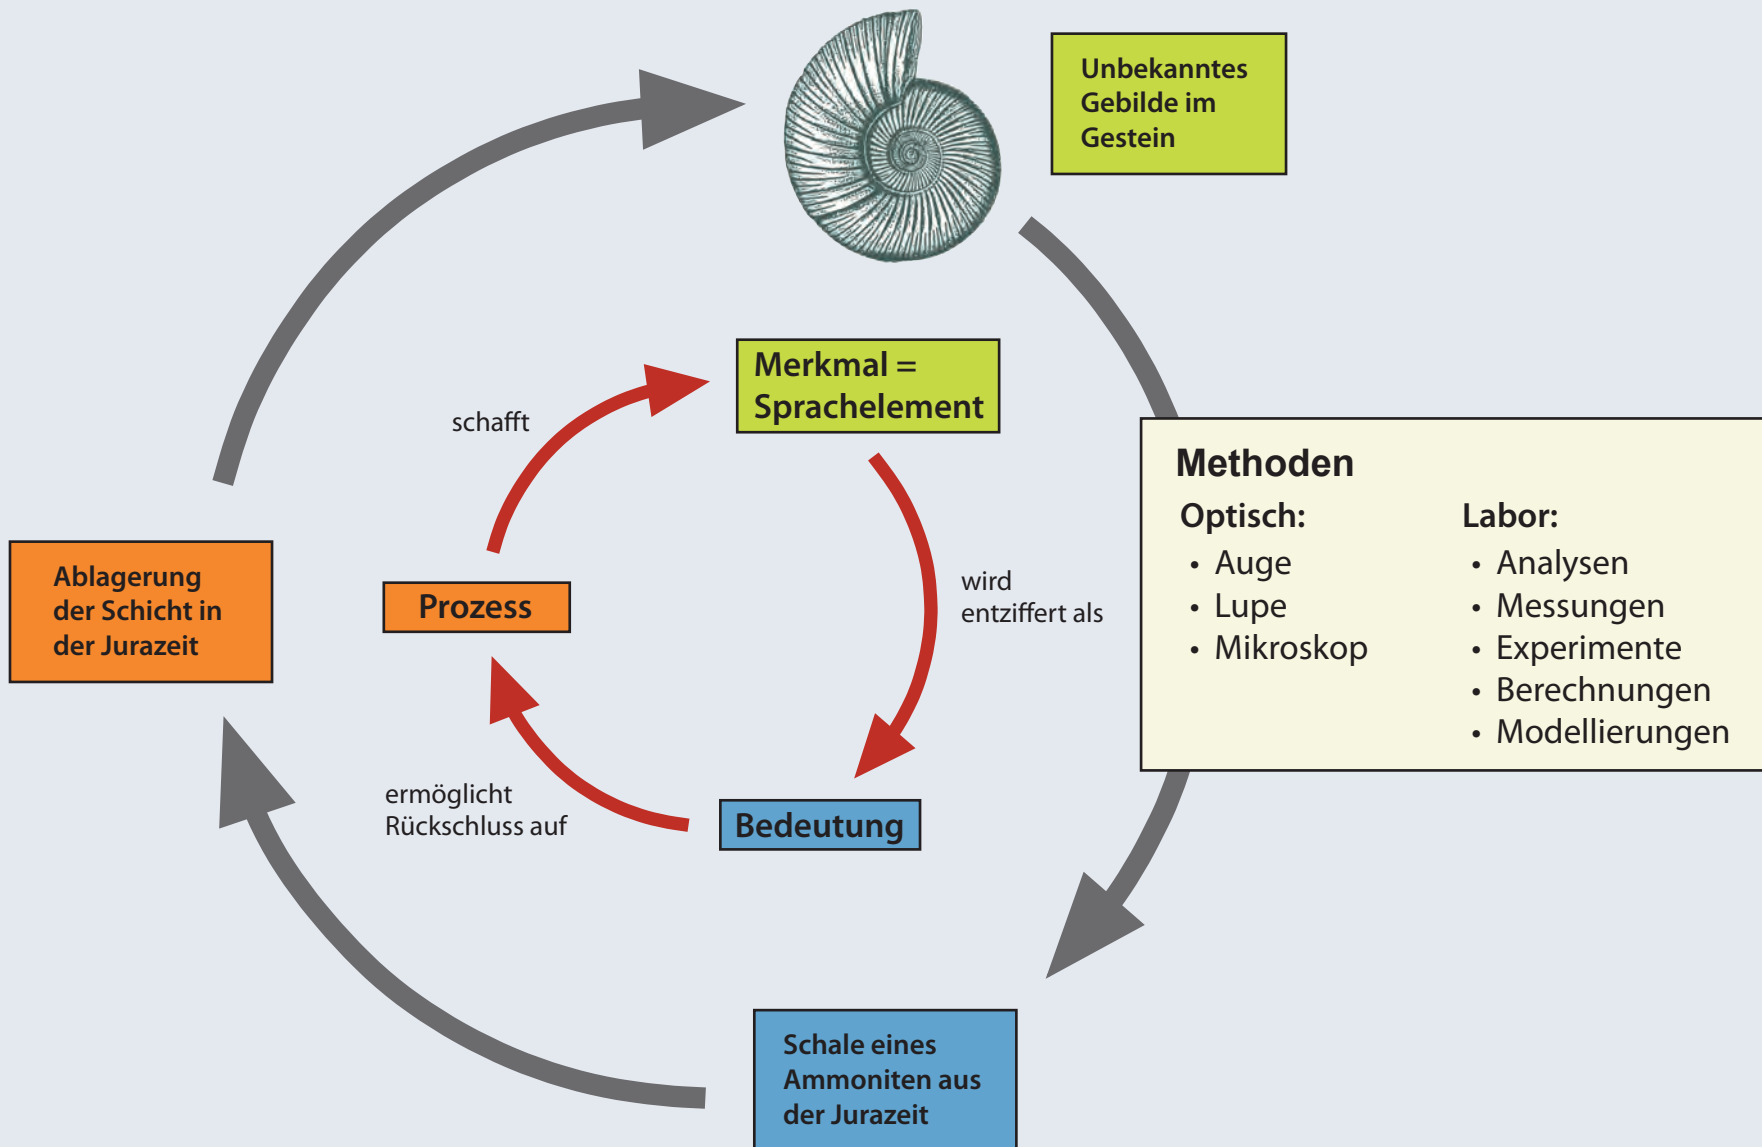 Unbekanntes
Gebilde im
Gestein
Merkmal =
Sprachelement
schafft
wird
entziffert als
Prozess
Ablagerung
der Schicht in
der Jurazeit
ermöglicht
Rückschluss auf
Bedeutung
Methoden
Optisch:
• Auge
• Lupe
• Mikroskop
Labor:
• Analysen
• Messungen
• Experimente
• Berechnungen
• Modellierungen
Schale eines
Ammoniten aus
der Jurazeit